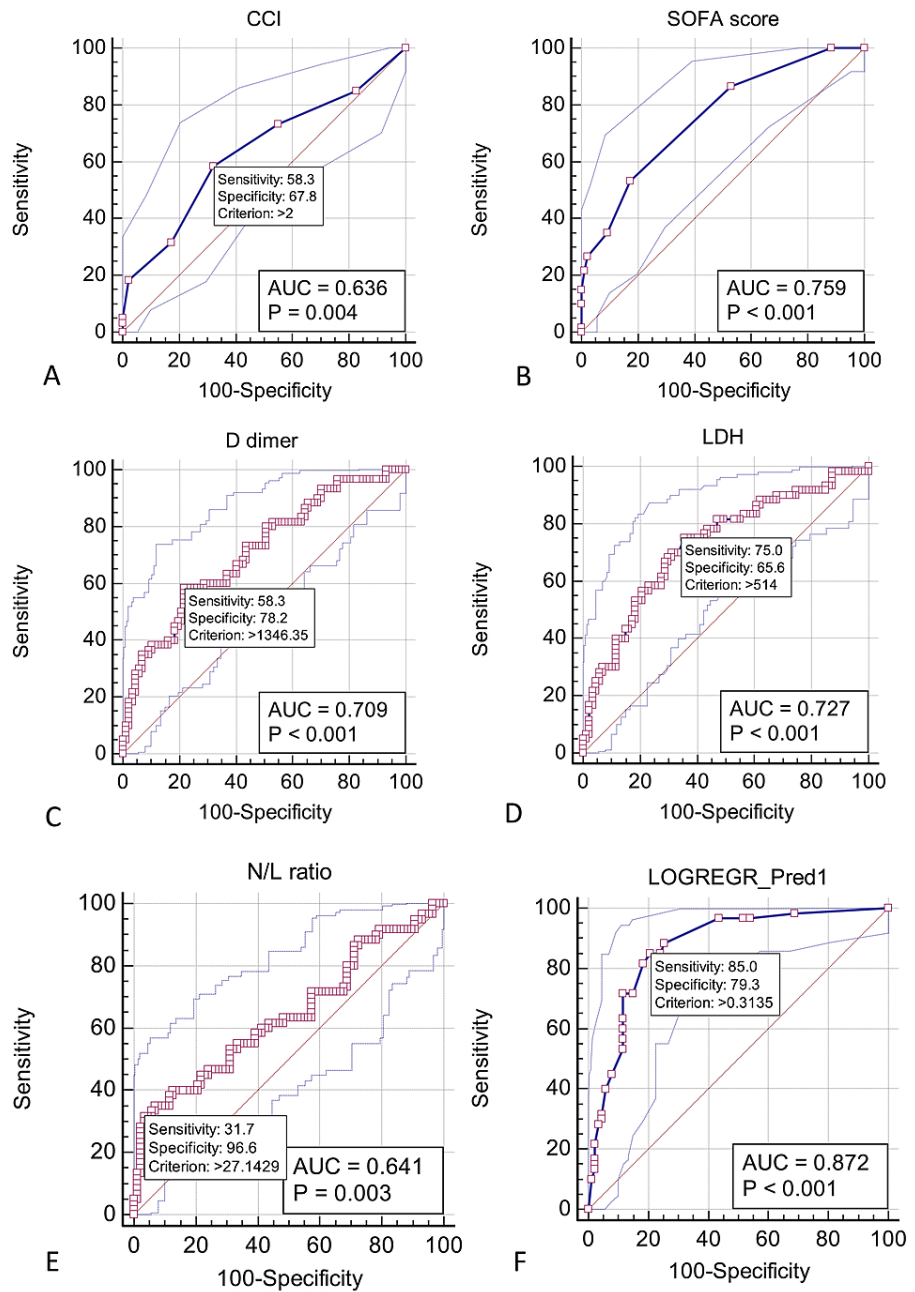 CCI
100
80
60
40
20
0
Sensitivity
Sensitivity: 58.3
Specificity: 67.8
Criterion: >2
AUC = 0.636
P = 0.004
0 20 40 60 80 100
100-Specificity
A
SOFA score
100
80
60
40
20
0
Sensitivity
AUC = 0.759
P < 0.001
0 20 40 60 80 100
100-Specificity
B
D dimer
100
80
60
40
20
0
Sensitivity
Sensitivity: 58.3
Specificity: 78.2
Criterion: >1346.35
AUC = 0.709
P < 0.001
0 20 40 60 80 100
100-Specificity
C
LDH
100
80
60
40
20
0
Sensitivity
Sensitivity: 75.0
Specificity: 65.6
Criterion: >514
AUC = 0.727
P < 0.001
0 20 40 60 80 100
100-Specificity
D
N/L ratio
100
80
60
40
20
0
Sensitivity
Sensitivity: 31.7
Specificity: 96.6
Criterion: >27.1429
AUC = 0.641
P = 0.003
0 20 40 60 80 100
100-Specificity
E
LOGREGR_Pred1
100
80
60
40
20
0
Sensitivity
Sensitivity: 85.0
Specificity: 79.3
Criterion: >0.3135
AUC = 0.872
P < 0.001
0 20 40 60 80 100
100-Specificity
F